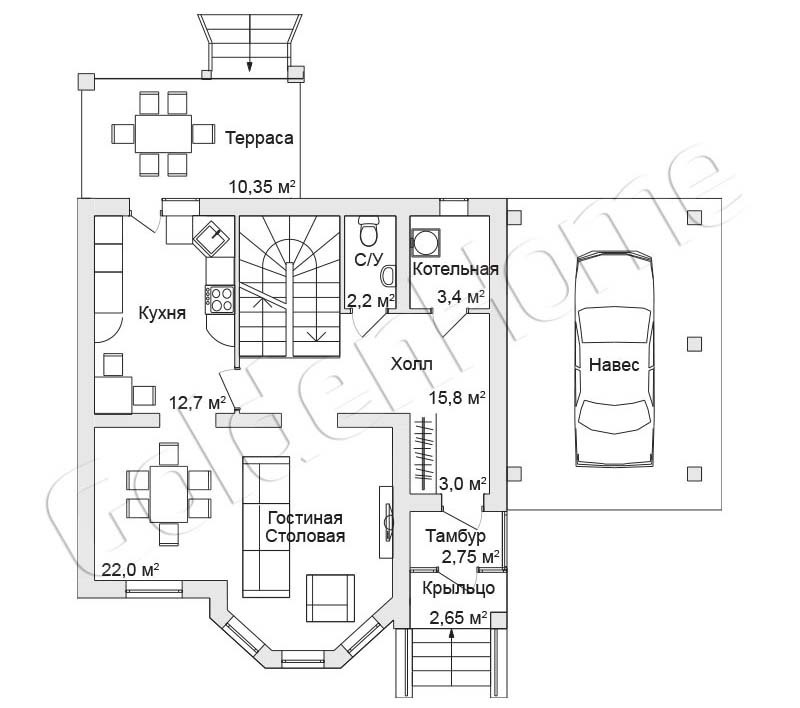 Терраса
10,35 м²
С/У
2,2 м²
Котельная
3,4 м²
Кухня
12,7 м²
Холл
15,8 м²
Навес
3,0 м²
Гостиная
Столовая
22,0 м²
Тамбур
2,75 м²
Крыльцо
2,65 м²
GoldenHome